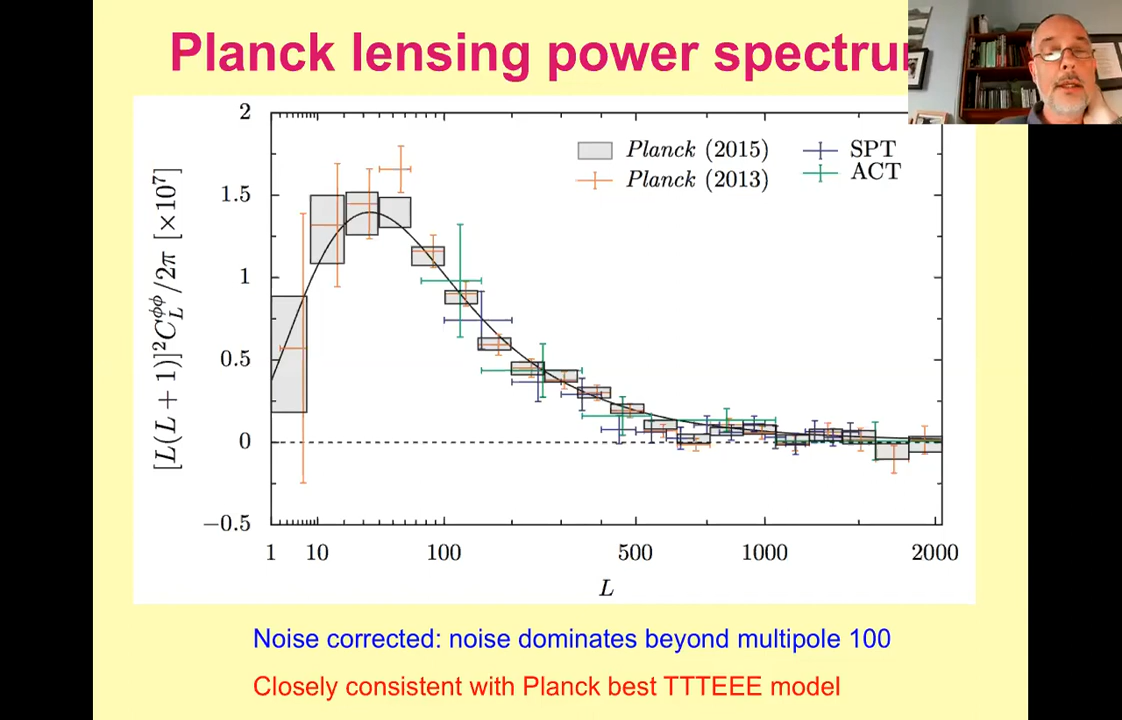 Planck lensing power spectru
2
1.5
1
0.5
0
−0.5
[L(L + 1)]²C_L^ϕϕ/2π [×10⁷]
Planck (2015)
Planck (2013)
SPT
ACT
1 10 100 500 1000 2000
L
Noise corrected: noise dominates beyond multipole 100
Closely consistent with Planck best TTTEEE model